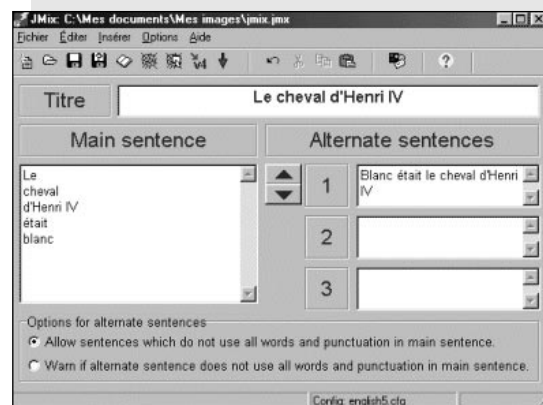 JMix: C:\Mes documents\Mes images\jmix.jmx
Fichier Éditer Insérer Options Aide
Titre
Le cheval d'Henri IV
Main sentence
Alternate sentences
Le
cheval
d'Henri IV
était
blanc
1
Blanc était le cheval d'Henri
IV
2
3
Options for alternate sentences
Allow sentences which do not use all words and punctuation in main sentence.
Warn if alternate sentence does not use all words and punctuation in main sentence.
Config: english5.cfg